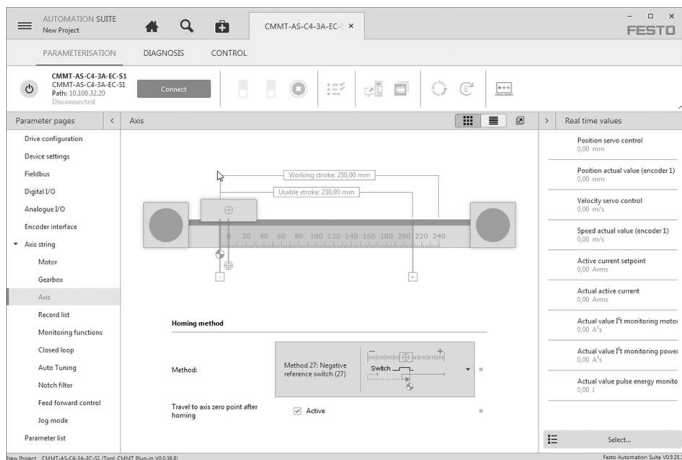 AUTOMATION SUITE
New Project
CMMT-AS-C4-3A-EC-S
FESTO
PARAMETERISATION
DIAGNOSIS
CONTROL
CMMT-AS-C4-3A-EC-S1
CMMT-AS-C4-3A-EC-S1
Path: 10.100.32.20
Disconnected
Connect
Parameter pages
Axis
Real time values
Drive configuration
Device settings
Fieldbus
Digital I/O
Analogue I/O
Encoder interface
Axis string
Motor
Gearbox
Axis
Record list
Monitoring functions
Closed loop
Auto Tuning
Notch filter
Feed forward control
Jog mode
Parameter list
Working stroke: 250,00 mm
Usable stroke: 230,00 mm
0 20 40 60 80 100 120 140 160 180 200 220 240
Homing method
Method:
Method 27: Negative
reference switch (27)
Switch
Travel to axis zero point after
homing
Active
Position servo control
0,00 mm
Position actual value (encoder 1)
0,00 mm
Velocity servo control
0,00 m/s
Speed actual value (encoder 1)
0,00 m/s
Active current setpoint
0,00 Arms
Actual active current
0,00 Arms
Actual value I²t monitoring motor
0,00 A²s
Actual value I²t monitoring power
0,00 A²s
Actual value pulse energy monito
0,00 J
Select...
New Project CMMT-AS-C4-3A-EC-S1 (Tool: CMMT Plug-in V0.0.36.8)
Festo Automation Suite V0.9.25.